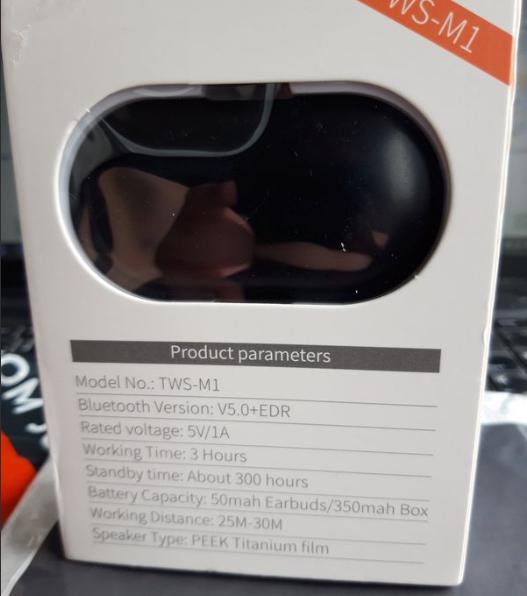 WS-M1
Product parameters
Model No.: TWS-M1
Bluetooth Version: V5.0+EDR
Rated voltage: 5V/1A
Working Time: 3 Hours
Standby time: About 300 hours
Battery Capacity: 50mah Earbuds/350mah Box
Working Distance: 25M-30M
Speaker Type: PEEK Titanium film
OM